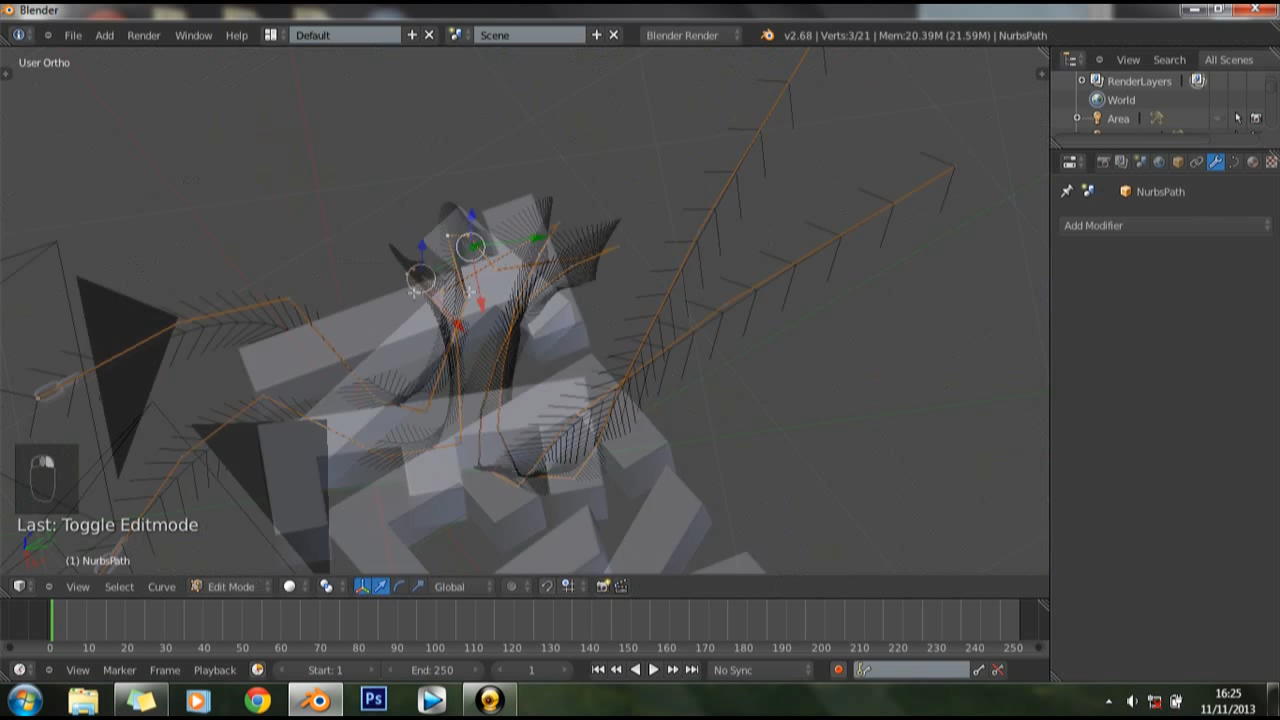 Blender
File Add Render Window Help Default Scene Blender Render v2.68 | Verts:3/21 | Mem:20.39M (21.59M) | NurbsPath
User Ortho
View Search All Scenes
RenderLayers
World
Area
NurbsPath
Add Modifier
Last: Toggle Editmode
(1) NurbsPath
View Select Curve Edit Mode Global
0 10 20 30 40 50 60 70 80 90 100 110 120 130 140 150 160 170 180 190 200 210 220 230 240 250
View Marker Frame Playback Start: 1 End: 250 1 No Sync
Ps
16:25
11/11/2013